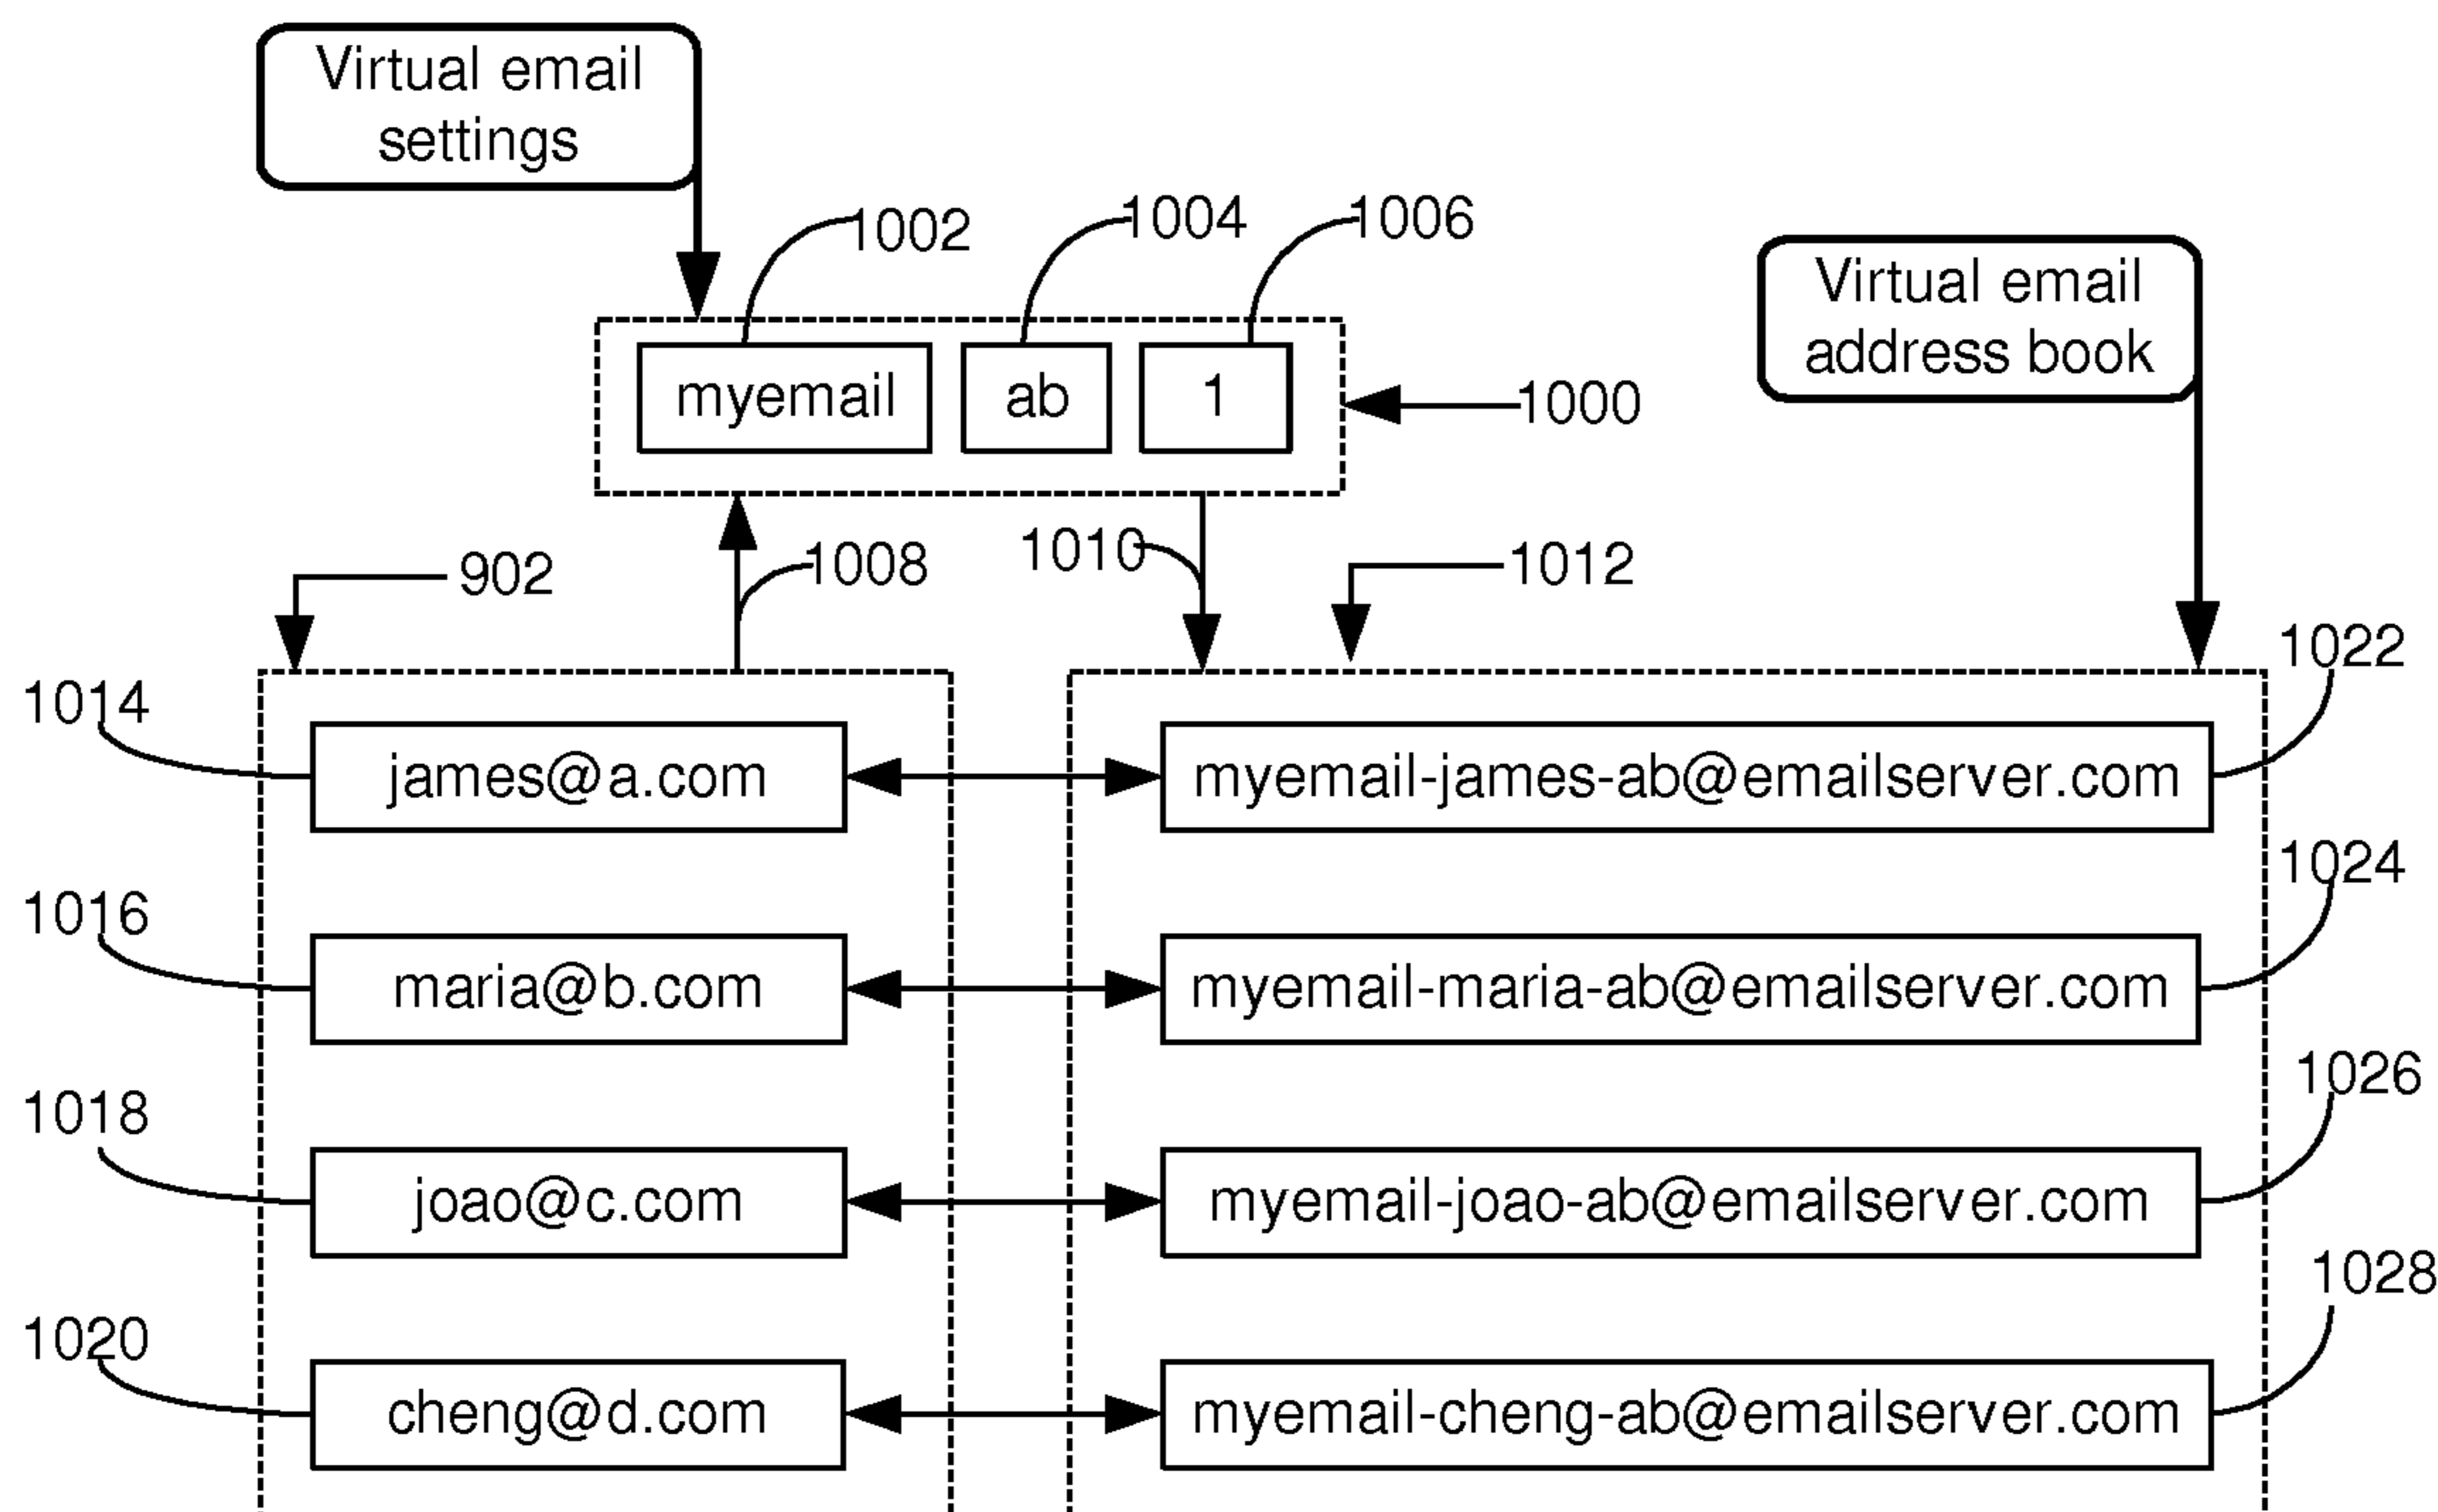 Virtual email
settings
1002
1004
1006
Virtual email
address book
myemail
ab
1
1000
902
1008
1010
1012
1014
james@a.com
myemail-james-ab@emailserver.com
1022
1016
maria@b.com
myemail-maria-ab@emailserver.com
1024
1018
joao@c.com
myemail-joao-ab@emailserver.com
1026
1020
cheng@d.com
myemail-cheng-ab@emailserver.com
1028